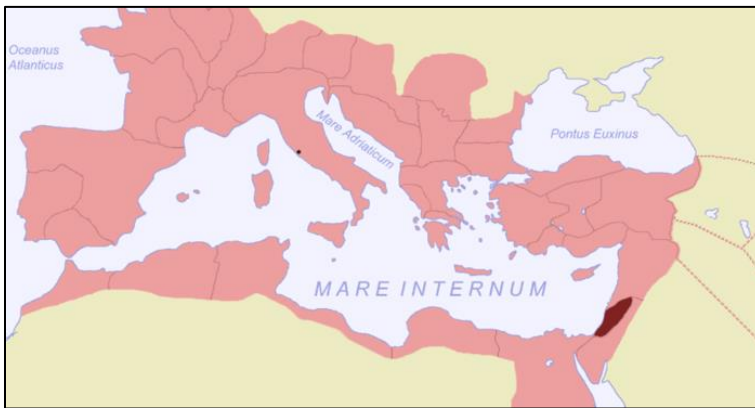 Oceanus
Atlanticus
Mare Adriaticum
Pontus Euxinus
MARE INTERNUM